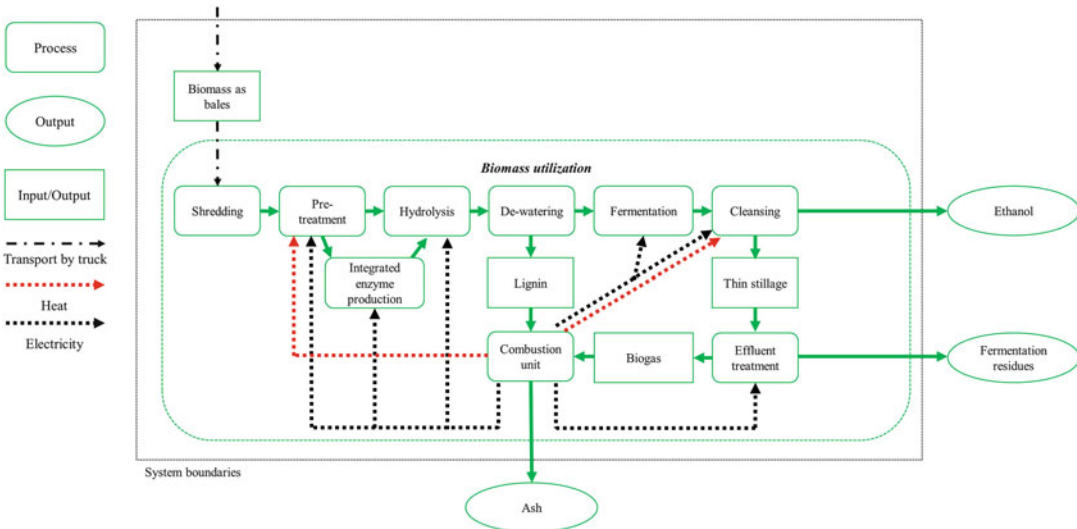 Process
Output
Input/Output
Transport by truck
Heat
Electricity
Biomass as
bales
Biomass utilization
Shredding
Pre-
treatment
Hydrolysis
De-watering
Fermentation
Cleansing
Ethanol
Integrated
enzyme
production
Lignin
Thin stillage
Combustion
unit
Biogas
Effluent
treatment
Fermentation
residues
System boundaries
Ash